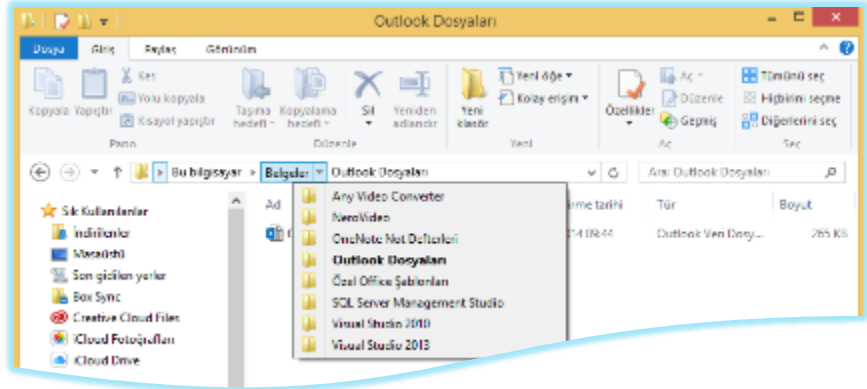 Outlook Dosyaları
Dosya Giriş Paylaş Görünüm
Kopyala Yapıştır Kes Yolu kopyala Kısayol yapıştır
Taşıma hedefi Kopyalama hedefi Sil Yeniden adlandır
Yeni klasör Yeni öğe Kolay erişim
Özellikler Aç Düzenle Geçmiş
Tümünü seç Hiçbirini seçme Diğerlerini seç
Pano Düzenle Yeni Aç Seç
Bu bilgisayar Belgeler Outlook Dosyaları Ara: Outlook Dosyaları
Ad Tür Boyut
14 09:44 Outlook Veri Dosy... 265 KB
Sık Kullanılanlar
İndirilenler
Masaüstü
Son gidilen yerler
Box Sync
Creative Cloud Files
iCloud Fotoğrafları
iCloud Drive
Any Video Converter
NeroVideo
OneNote Not Defterleri
Outlook Dosyaları
Özel Office Şablonları
SQL Server Management Studio
Visual Studio 2010
Visual Studio 2013